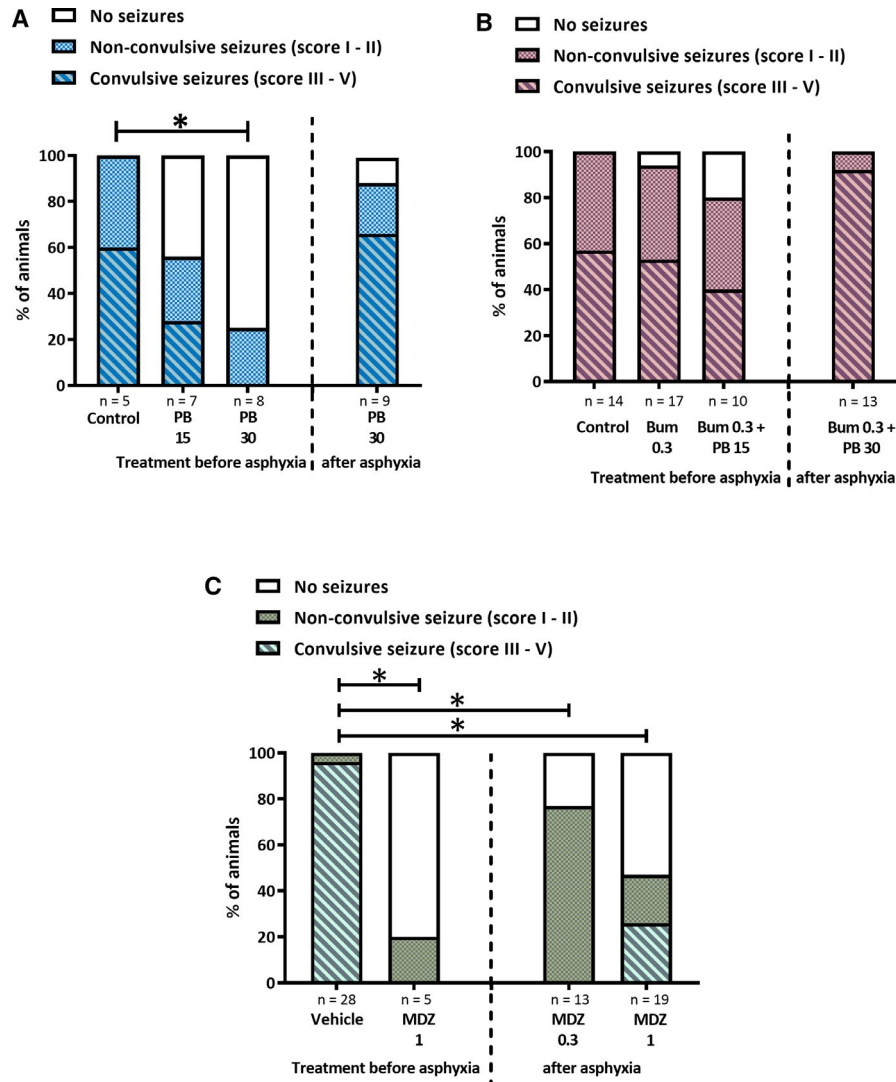 A
No seizures
Non-convulsive seizures (score I - II)
Convulsive seizures (score III - V)
*
% of animals
100
80
60
40
20
0
n = 5 n = 7 n = 8 n = 9
Control PB PB PB
15 30 30
Treatment before asphyxia after asphyxia
B
No seizures
Non-convulsive seizures (score I - II)
Convulsive seizures (score III - V)
% of animals
100
80
60
40
20
0
n = 14 n = 17 n = 10 n = 13
Control Bum Bum 0.3 + Bum 0.3 +
0.3 PB 15 PB 30
Treatment before asphyxia after asphyxia
C
No seizures
Non-convulsive seizure (score I - II)
Convulsive seizure (score III - V)
*
*
*
% of animals
100
80
60
40
20
0
n = 28 n = 5 n = 13 n = 19
Vehicle MDZ MDZ MDZ
1 0.3 1
Treatment before asphyxia after asphyxia